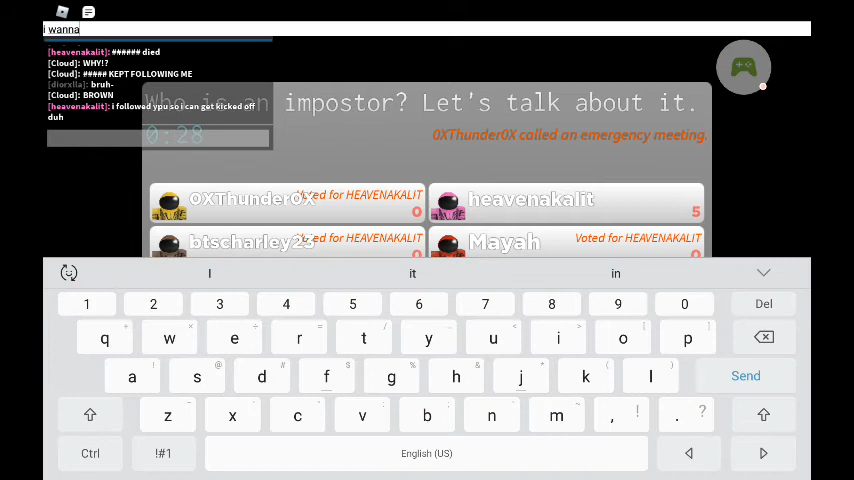 i wanna
[heavenakalit]: ###### died
[Cloud]: WHY!?
[Cloud]: ##### KEPT FOLLOWING ME
[diorxlla]: bruh-
[Cloud]: BROWN
[heavenakalit]: i followed ypu so i can get kicked off
duh
Who is an impostor? Let's talk about it.
0:28
0XThunder0X called an emergency meeting.
0XThunder0X Voted for HEAVENAKALIT 0
heavenakalit 5
btscharley23 Voted for HEAVENAKALIT 0
Mayah Voted for HEAVENAKALIT 0
I it in
1 2 3 4 5 6 7 8 9 0 Del
q w e r t y u i o p
a s d f g h j k l Send
z x c v b n m , ! . ?
Ctrl !#1 English (US)